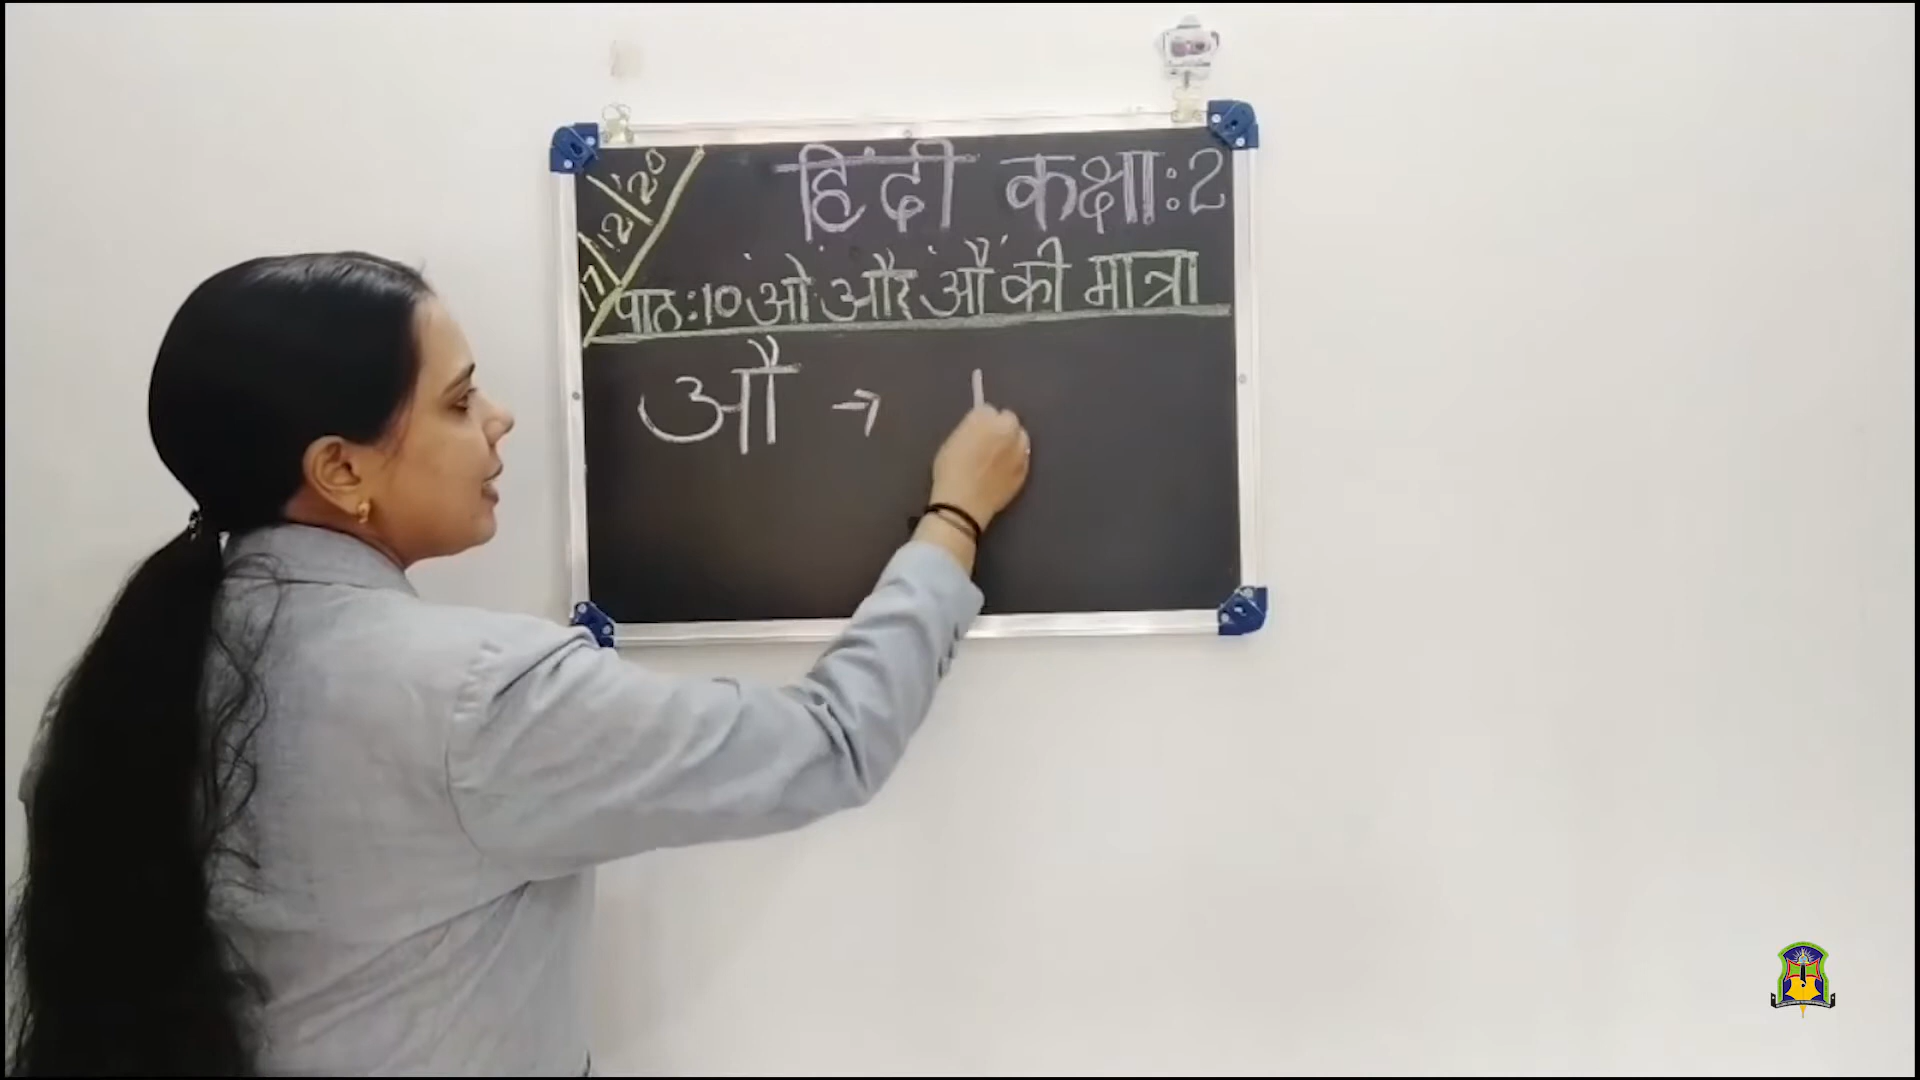 17/12/20
हिंदी कक्षा:2
पाठ:10 'ओ' और 'औ' की मात्रा
औ →